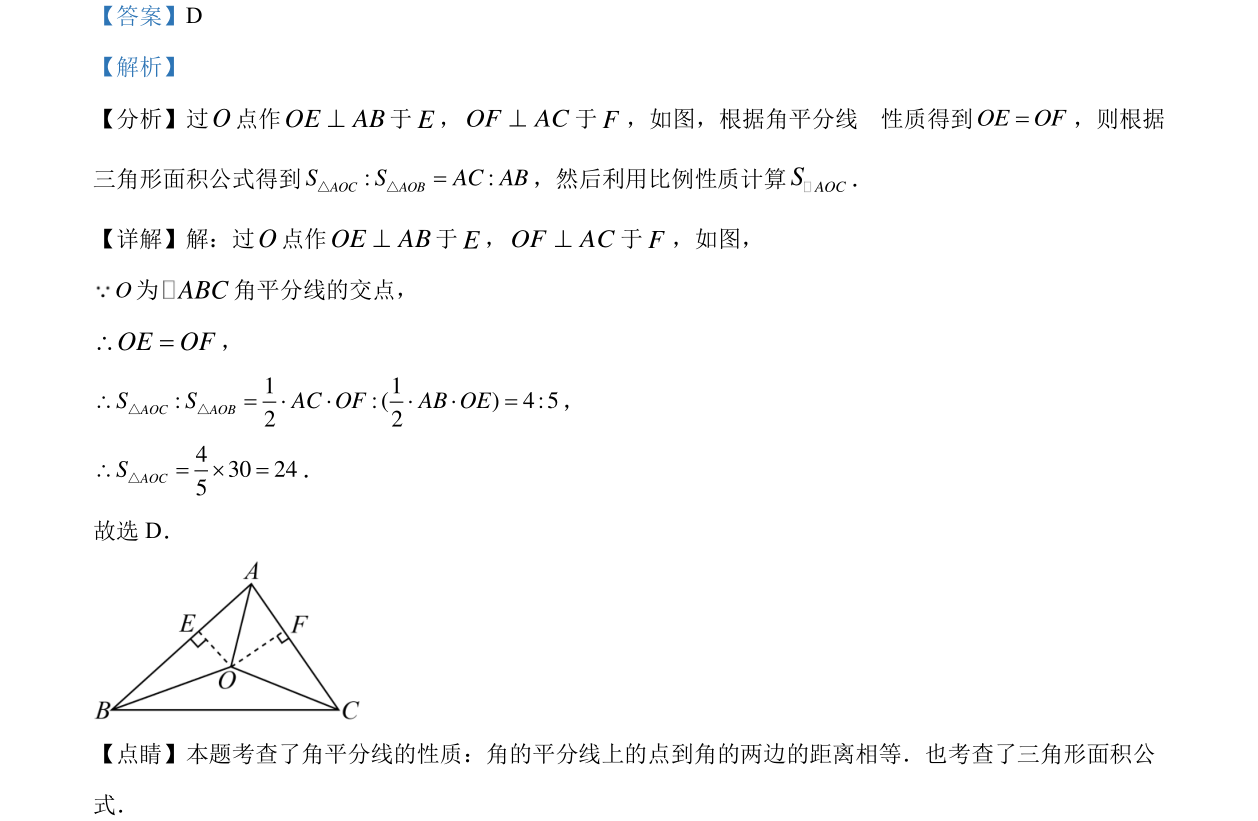 【答案】D
【解析】
【分析】过O点作OE⊥AB于E，OF⊥AC于F，如图，根据角平分线 性质得到OE=OF，则根据
三角形面积公式得到S△AOC:S△AOB=AC:AB，然后利用比例性质计算S□AOC．
【详解】解：过O点作OE⊥AB于E，OF⊥AC于F，如图，
∵O为□ABC角平分线的交点，
∴OE=OF，
∴S△AOC:S△AOB=1/2·AC·OF:(1/2·AB·OE)=4:5，
∴S△AOC=4/5×30=24．
故选D．
A
E F
O
B C
【点睛】本题考查了角平分线的性质：角的平分线上的点到角的两边的距离相等．也考查了三角形面积公
式．